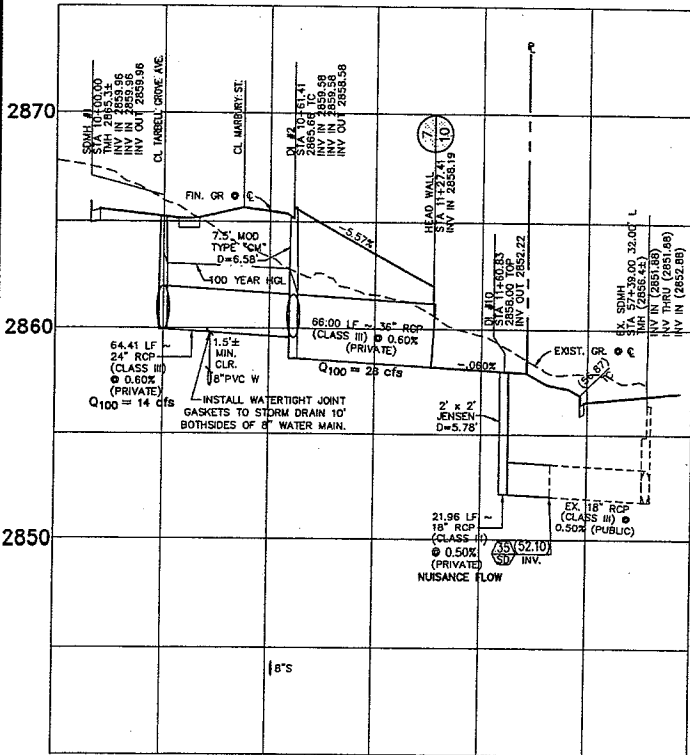 2870
2860
2850
SDMH #1
STA 10+00.00
TMH 2865.3±
INV IN 2859.96
INV IN 2859.96
INV OUT 2859.96
CL TARBELL GROVE AVE.
CL MARBURY ST.
DI #2
STA 10+61.41
2865.66 TC
INV IN 2859.58
INV IN 2859.58
INV OUT 2858.58
7 10
HEAD WALL
STA 11+27.41
INV IN 2858.19
DI #10
STA 11+60.83
2858.00 TOP
INV OUT 2852.22
EX. SDMH
STA 57+39.00 32.00' L
TMH (2856.4±)
INV IN (2851.88)
INV THRU (2851.88)
INV IN (2852.88)
FIN. GR @ ℄
-5.57%
7.5' MOD
TYPE "CM"
D=6.58'
100 YEAR HGL
66.00 LF ~ 36" RCP
(CLASS III) @ 0.60%
(PRIVATE)
Q100 = 28 cfs
-.060%
EXIST. GR. @ ℄
(56.87)
TC
64.41 LF ~
24" RCP
(CLASS III)
@ 0.60%
(PRIVATE)
Q100 = 14 cfs
1.5'±
MIN.
CLR.
8"PVC W
INSTALL WATERTIGHT JOINT
GASKETS TO STORM DRAIN 10'
BOTHSIDES OF 8" WATER MAIN.
2' x 2'
JENSEN
D=5.78'
21.96 LF ~
18" RCP
(CLASS III)
@ 0.50%
(PRIVATE)
NUISANCE FLOW
35 (52.10)
SD INV.
EX. 18" RCP
(CLASS III) @
0.50% (PUBLIC)
8"S